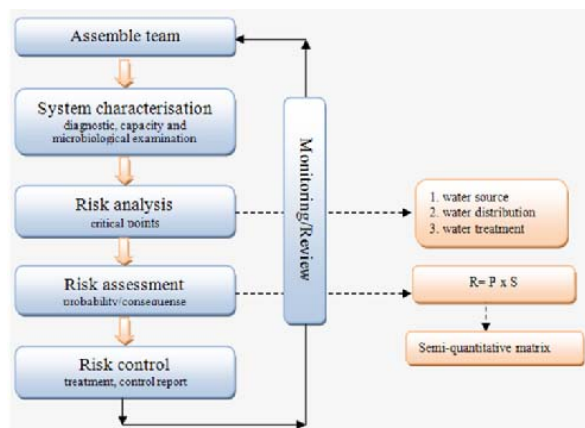 Assemble team
System characterisation
diagnostic, capacity and
microbiological examination
Risk analysis
critical points
Risk assessment
probability/consequense
Risk control
treatment, control report
Monitoring/Review
1. water source
2. water distribution
3. water treatment
R= P x S
Semi-quantitative matrix